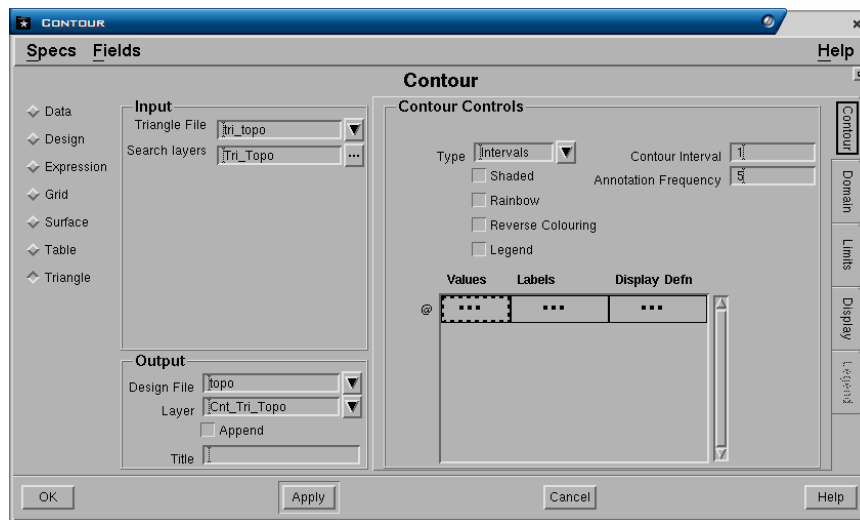 CONTOUR
Specs Fields Help
Contour
Data
Design
Expression
Grid
Surface
Table
Triangle
Input
Triangle File tri_topo
Search layers Tri_Topo ...
Output
Design File topo
Layer Cnt_Tri_Topo
Append
Title
Contour Controls
Type Intervals
Shaded
Rainbow
Reverse Colouring
Legend
Contour Interval 1
Annotation Frequency 5
Values Labels Display Defn
@ ... ... ...
Contour
Domain
Limits
Display
Legend
OK Apply Cancel Help